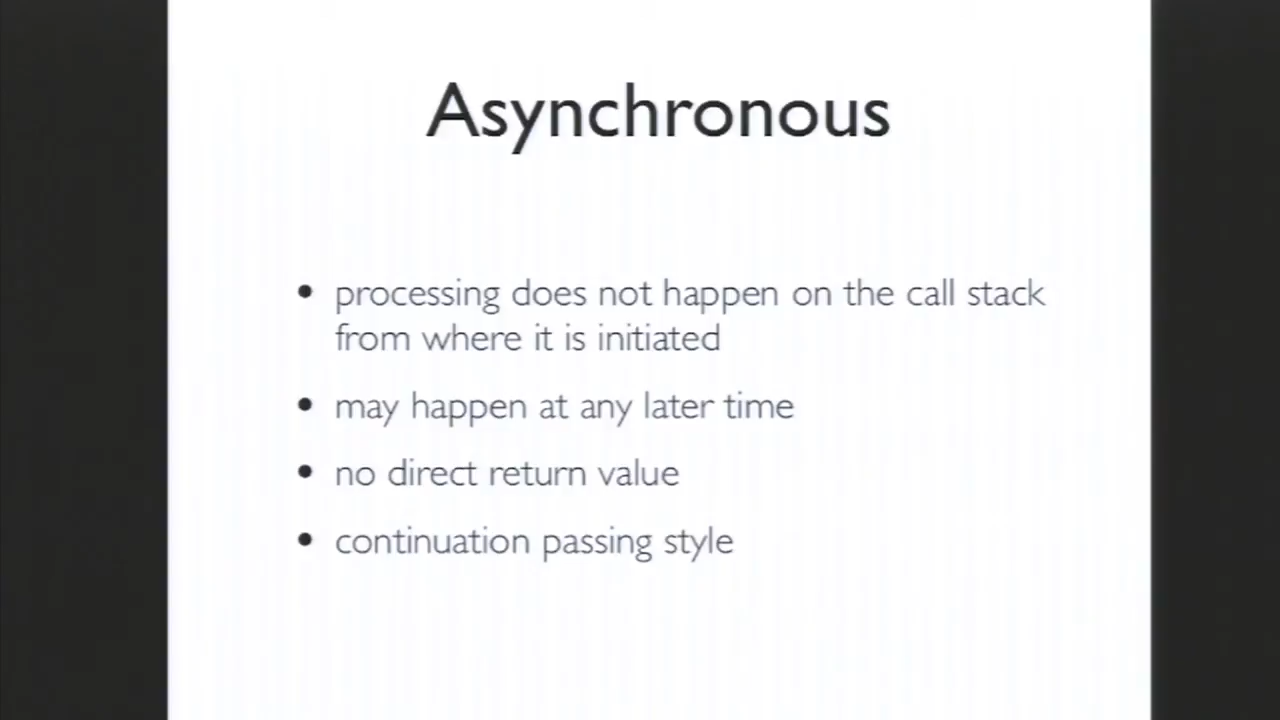 Asynchronous
• processing does not happen on the call stack
from where it is initiated
• may happen at any later time
• no direct return value
• continuation passing style